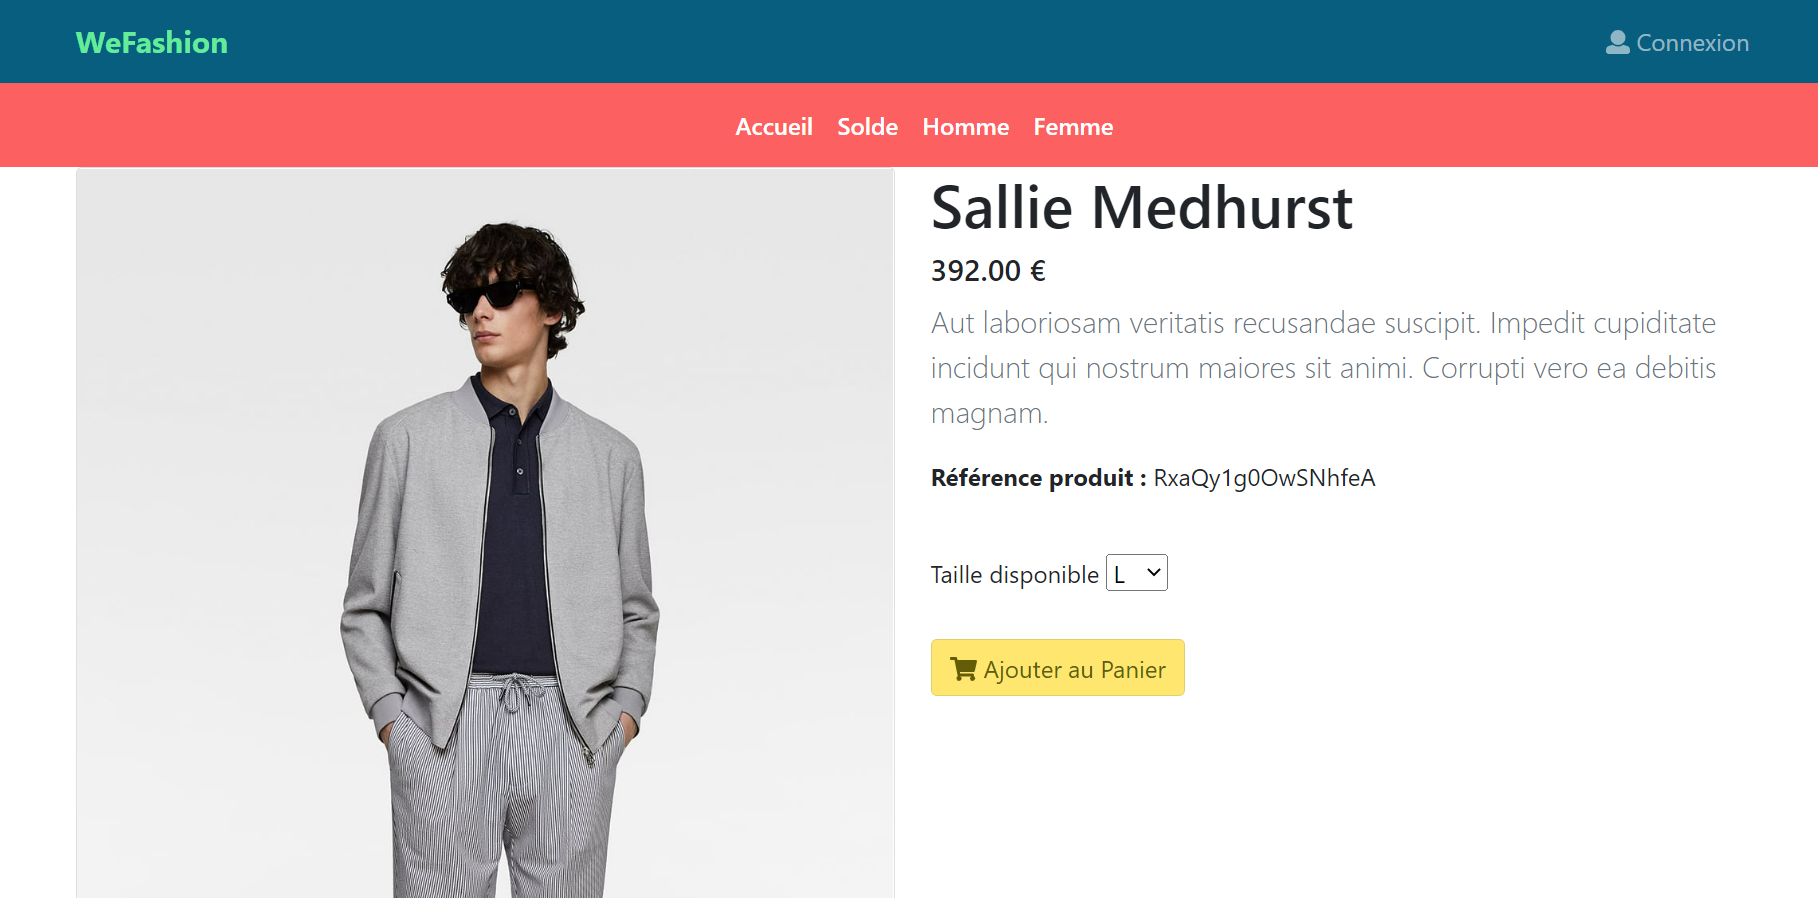 WeFashion
Connexion
Accueil Solde Homme Femme
Sallie Medhurst
392.00 €
Aut laboriosam veritatis recusandae suscipit. Impedit cupiditate
incidunt qui nostrum maiores sit animi. Corrupti vero ea debitis
magnam.
Référence produit : RxaQy1g0OwSNhfeA
Taille disponible L
Ajouter au Panier